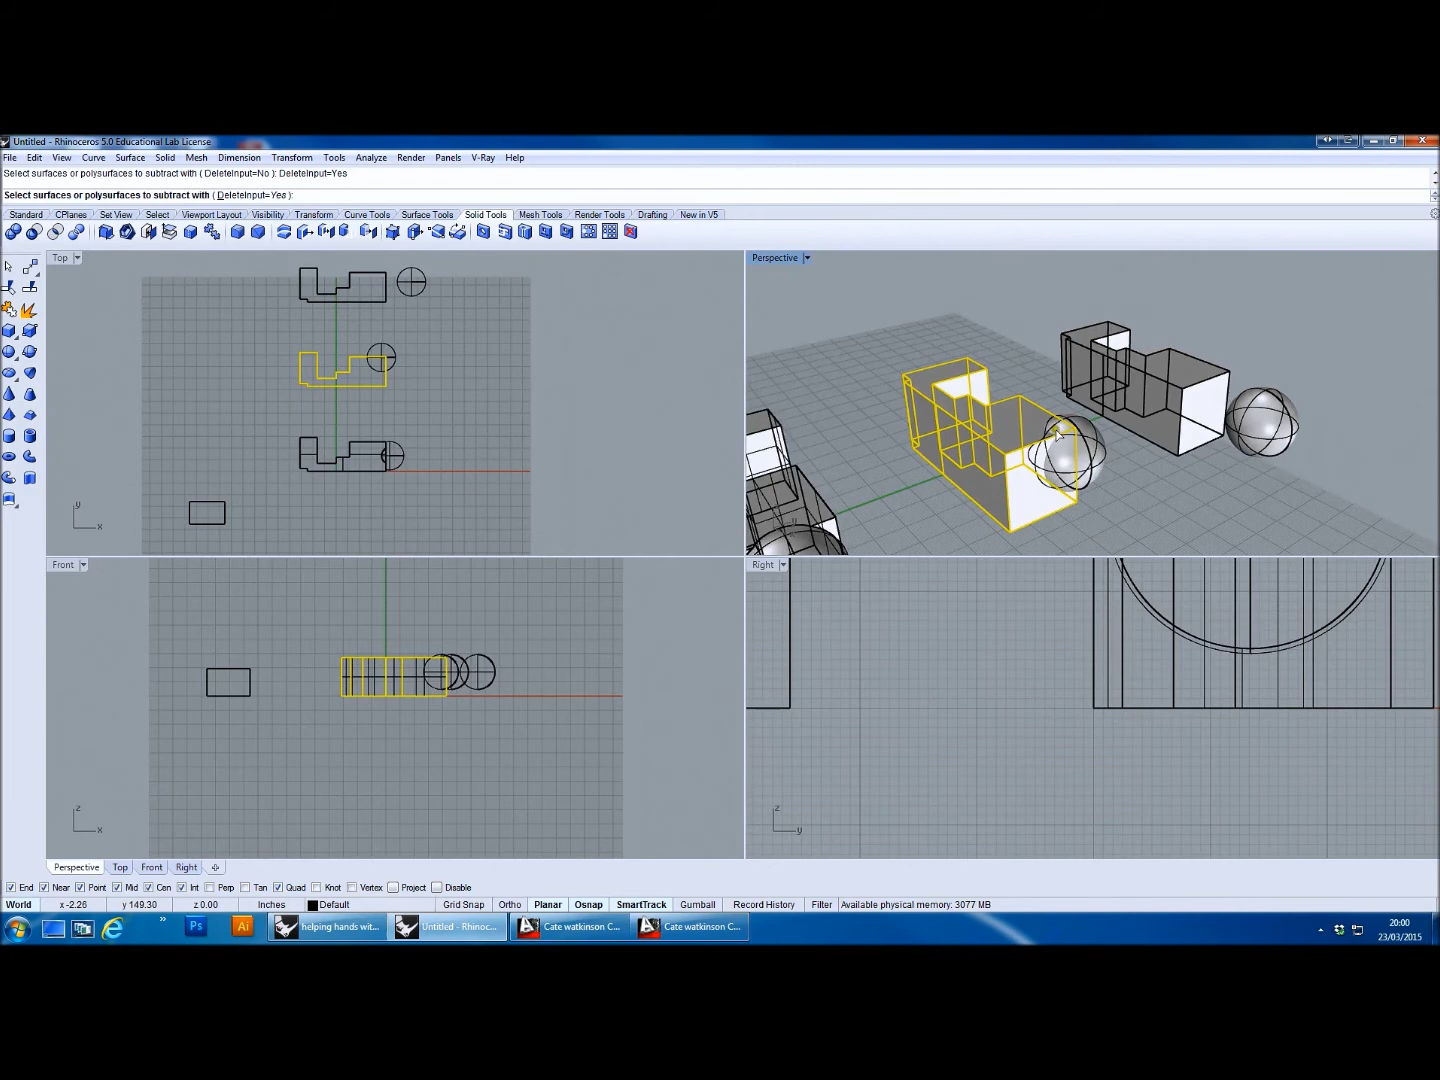 Untitled - Rhinoceros 5.0 Educational Lab License
File Edit View Curve Surface Solid Mesh Dimension Transform Tools Analyze Render Panels V-Ray Help
Select surfaces or polysurfaces to subtract with ( DeleteInput=No ): DeleteInput=Yes
Select surfaces or polysurfaces to subtract with ( DeleteInput=Yes ):
Standard CPlanes Set View Select Viewport Layout Visibility Transform Curve Tools Surface Tools Solid Tools Mesh Tools Render Tools Drafting New in V5
Top Perspective
y
x
Front Right
z
x
z
y
Perspective Top Front Right
End Near Point Mid Cen Int Perp Tan Quad Knot Vertex Project Disable
World x -2.26 y 149.30 z 0.00 Inches Default Grid Snap Ortho Planar Osnap SmartTrack Gumball Record History Filter Available physical memory: 3077 MB
Ps Ai helping hands wit... Untitled - Rhinoc... Cate watkinson C... Cate watkinson C...
20:00
23/03/2015